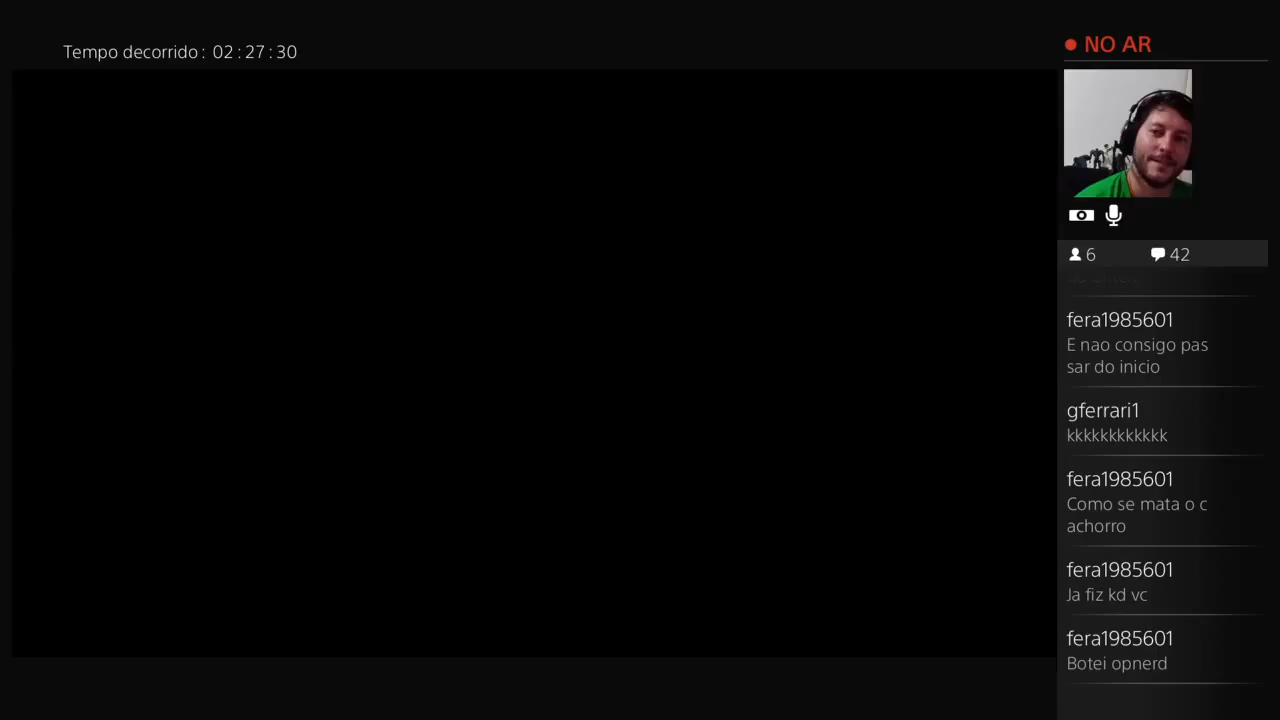 Tempo decorrido: 02:27:30
NO AR
6
42
fera1985601
E nao consigo pas
sar do inicio
gferrari1
kkkkkkkkkkkk
fera1985601
Como se mata o c
achorro
fera1985601
Ja fiz kd vc
fera1985601
Botei opnerd